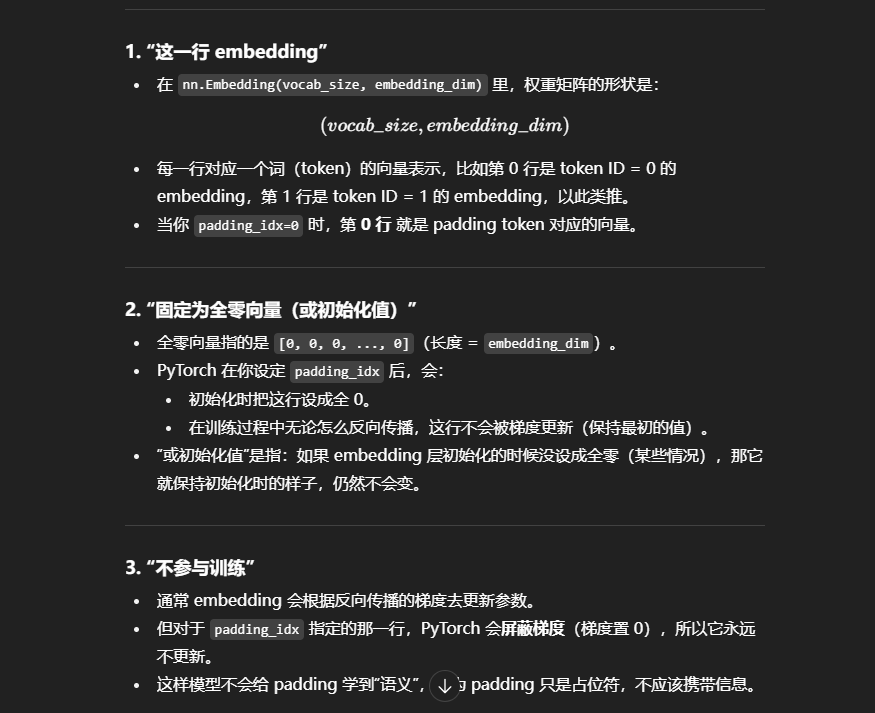 1. “这一行 embedding”
在 nn.Embedding(vocab_size, embedding_dim) 里，权重矩阵的形状是：
(vocab_size, embedding_dim)
每一行对应一个词（token）的向量表示，比如第 0 行是 token ID = 0 的
embedding，第 1 行是 token ID = 1 的 embedding，以此类推。
当你 padding_idx=0 时，第 0 行 就是 padding token 对应的向量。
2. “固定为全零向量（或初始化值）”
全零向量指的是 [0, 0, 0, ..., 0]（长度 = embedding_dim）。
PyTorch 在你设定 padding_idx 后，会：
初始化时把这行设成全 0。
在训练过程中无论怎么反向传播，这行不会被梯度更新（保持最初的值）。
“或初始化值”是指：如果 embedding 层初始化的时候没设成全零（某些情况），那它
就保持初始化时的样子，仍然不会变。
3. “不参与训练”
通常 embedding 会根据反向传播的梯度去更新参数。
但对于 padding_idx 指定的那一行，PyTorch 会屏蔽梯度（梯度置 0），所以它永远
不更新。
这样模型不会给 padding 学到“语义”， padding 只是占位符，不应该携带信息。